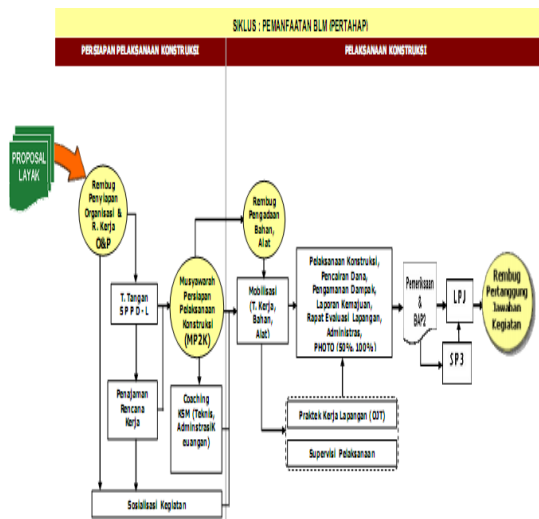 SIKLUS : PEMANFAATAN BLM (PERTAHAP)
PERSIAPAN PELAKSANAAN KONSTRUKSI
PELAKSANAAN KONSTRUKSI
PROPOSAL
LAYAK
Rembug
Penyiapan
Organisasi &
R. Kerja
O&P
T. Tangan
S P P D - L
Penajaman
Rencana
Kerja
Musyawarah
Persiapan
Pelaksanaan
Konstruksi
(MP2K)
Coaching
KSM (Teknis,
AdminstrasiK
euangan)
Sosialisasi Kegiatan
Rembug
Pengadaan
Bahan,
Alat
Mobilisasi
(T. Kerja,
Bahan,
Alat)
Pelaksanaan Konstruksi,
Pencairan Dana,
Pengamanan Dampak,
Laporan Kemajuan,
Rapat Evaluasi Lapangan,
Administras,
PHOTO (50%, 100%)
Praktek Kerja Lapangan (OJT)
Supervisi Pelaksanaan
Pemeriksaan
&
BAP2
LPJ
SP3
Rembug
Pertanggung
Jawaban
Kegiatan